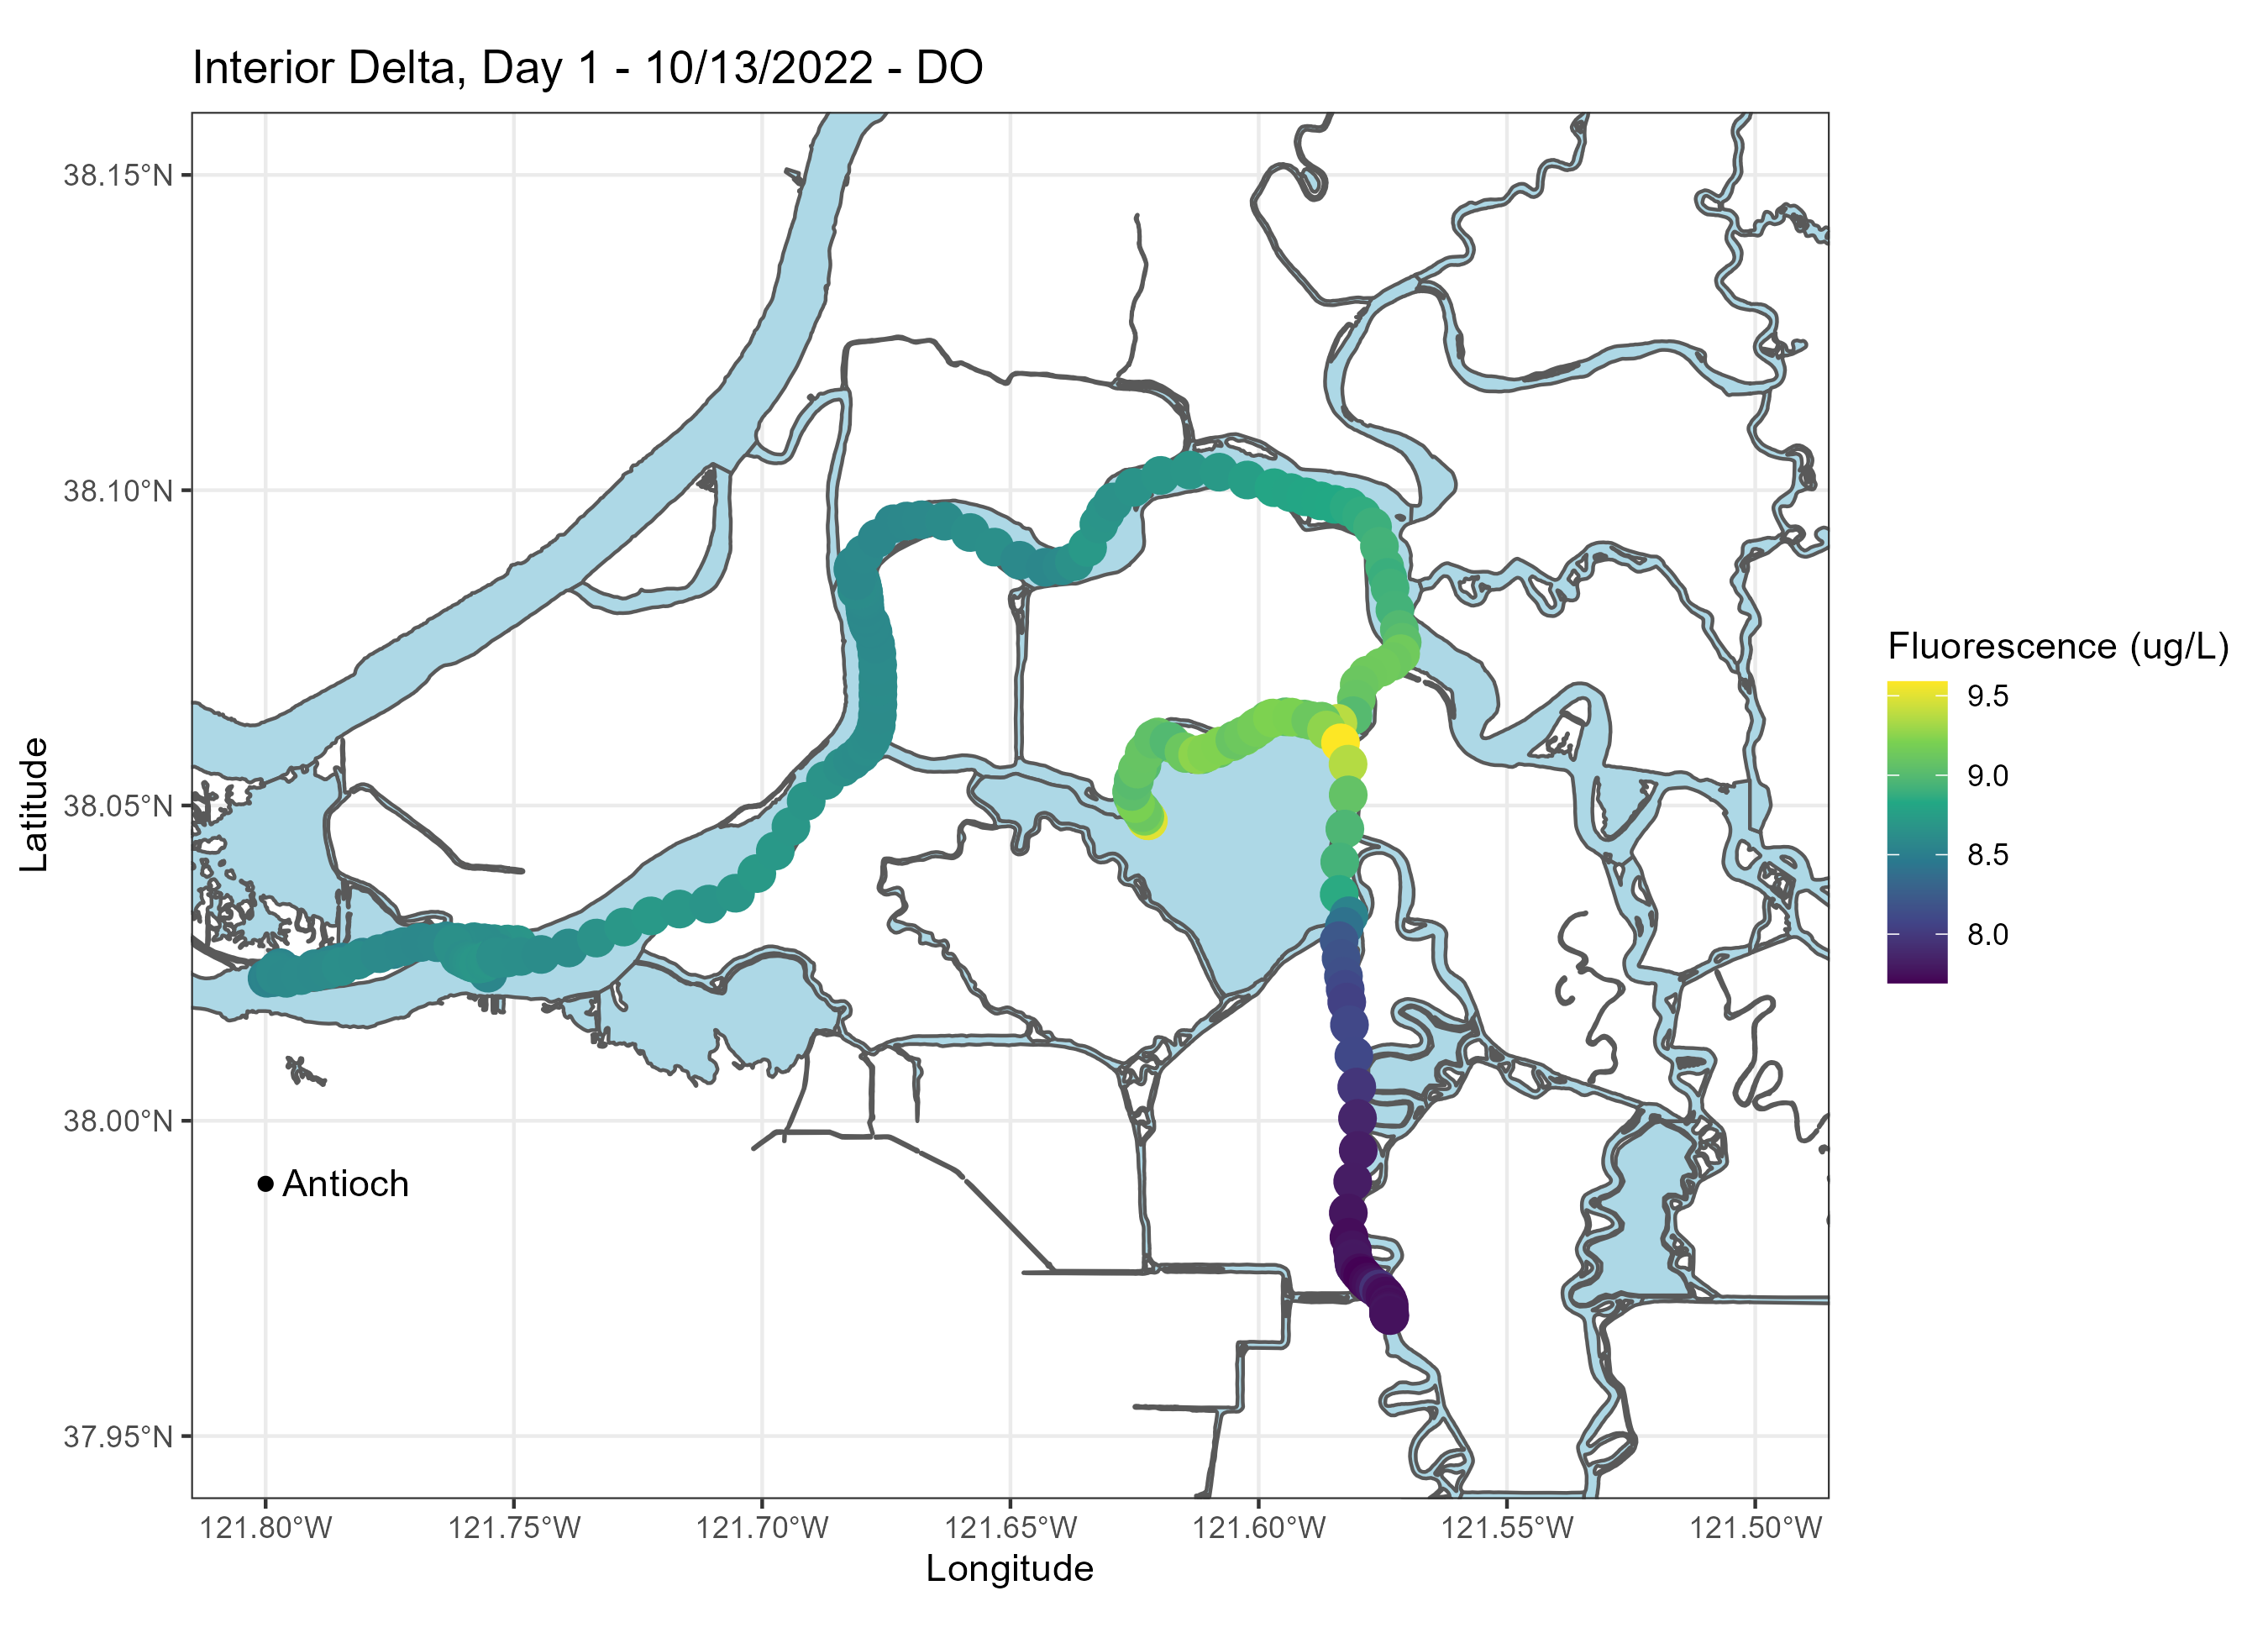 Interior Delta, Day 1 - 10/13/2022 - DO
38.15°N
38.10°N
38.05°N
38.00°N
37.95°N
Latitude
Antioch
121.80°W
121.75°W
121.70°W
121.65°W
121.60°W
121.55°W
121.50°W
Longitude
Fluorescence (ug/L)
9.5
9.0
8.5
8.0